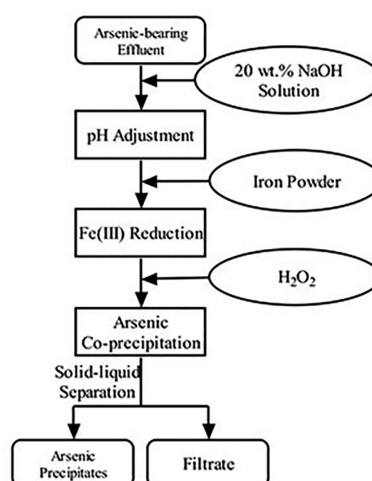 Arsenic-bearing
Effluent
20 wt.% NaOH
Solution
pH Adjustment
Iron Powder
Fe(III) Reduction
H₂O₂
Arsenic
Co-precipitation
Solid-liquid
Separation
Arsenic
Precipitates
Filtrate